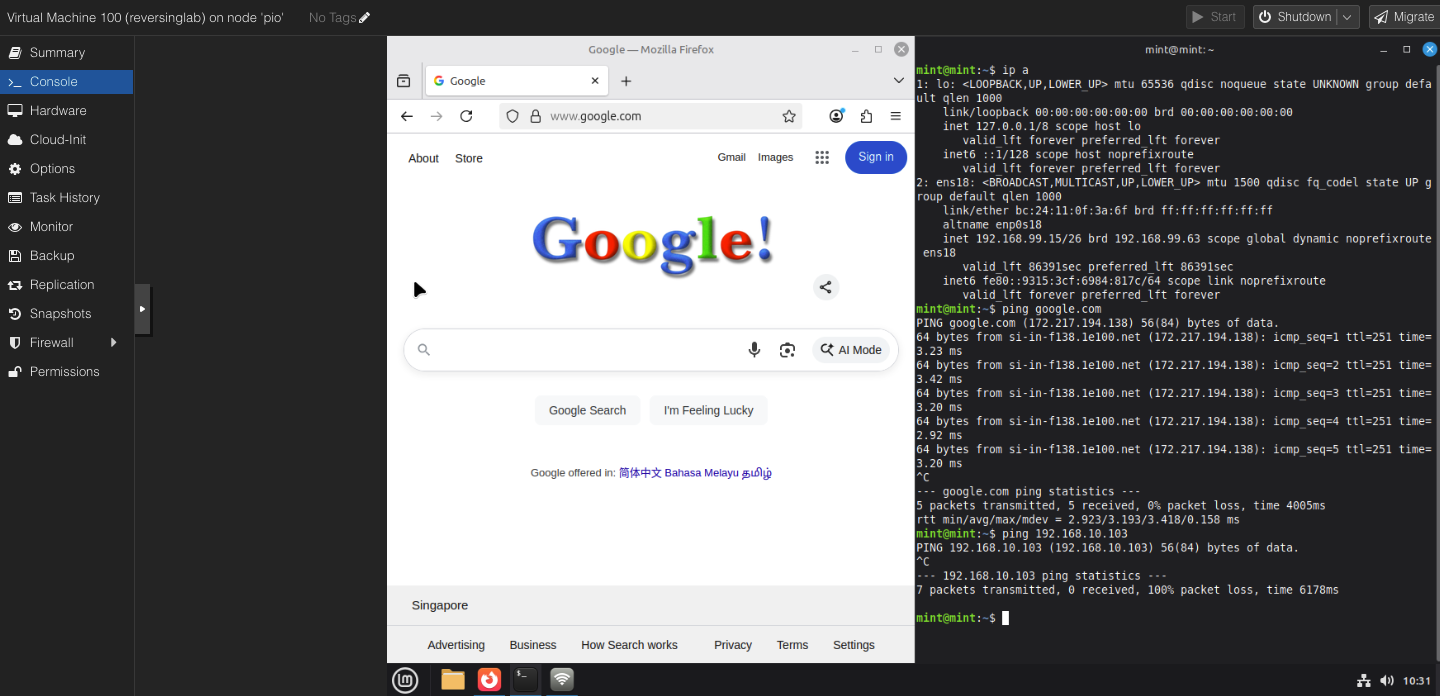 Virtual Machine 100 (reversinglab) on node 'pio'
No Tags
Start
Shutdown
Migrate
Summary
Console
Hardware
Cloud-Init
Options
Task History
Monitor
Backup
Replication
Snapshots
Firewall
Permissions
Google — Mozilla Firefox
Google
www.google.com
About
Store
Gmail
Images
Sign in
Google!
AI Mode
Google Search
I'm Feeling Lucky
Google offered in: 简体中文 Bahasa Melayu தமிழ்
Singapore
Advertising
Business
How Search works
Privacy
Terms
Settings
mint@mint: ~
mint@mint:~$ ip a
1: lo: <LOOPBACK,UP,LOWER_UP> mtu 65536 qdisc noqueue state UNKNOWN group defa
ult qlen 1000
    link/loopback 00:00:00:00:00:00 brd 00:00:00:00:00:00
    inet 127.0.0.1/8 scope host lo
       valid_lft forever preferred_lft forever
    inet6 ::1/128 scope host noprefixroute
       valid_lft forever preferred_lft forever
2: ens18: <BROADCAST,MULTICAST,UP,LOWER_UP> mtu 1500 qdisc fq_codel state UP g
roup default qlen 1000
    link/ether bc:24:11:0f:3a:6f brd ff:ff:ff:ff:ff:ff
    altname enp0s18
    inet 192.168.99.15/26 brd 192.168.99.63 scope global dynamic noprefixroute
 ens18
       valid_lft 86391sec preferred_lft 86391sec
    inet6 fe80::9315:3cf:6984:817c/64 scope link noprefixroute
       valid_lft forever preferred_lft forever
mint@mint:~$ ping google.com
PING google.com (172.217.194.138) 56(84) bytes of data.
64 bytes from si-in-f138.1e100.net (172.217.194.138): icmp_seq=1 ttl=251 time=
3.23 ms
64 bytes from si-in-f138.1e100.net (172.217.194.138): icmp_seq=2 ttl=251 time=
3.42 ms
64 bytes from si-in-f138.1e100.net (172.217.194.138): icmp_seq=3 ttl=251 time=
3.20 ms
64 bytes from si-in-f138.1e100.net (172.217.194.138): icmp_seq=4 ttl=251 time=
2.92 ms
64 bytes from si-in-f138.1e100.net (172.217.194.138): icmp_seq=5 ttl=251 time=
3.20 ms
^C
--- google.com ping statistics ---
5 packets transmitted, 5 received, 0% packet loss, time 4005ms
rtt min/avg/max/mdev = 2.923/3.193/3.418/0.158 ms
mint@mint:~$ ping 192.168.10.103
PING 192.168.10.103 (192.168.10.103) 56(84) bytes of data.
^C
--- 192.168.10.103 ping statistics ---
7 packets transmitted, 0 received, 100% packet loss, time 6178ms
mint@mint:~$
10:31